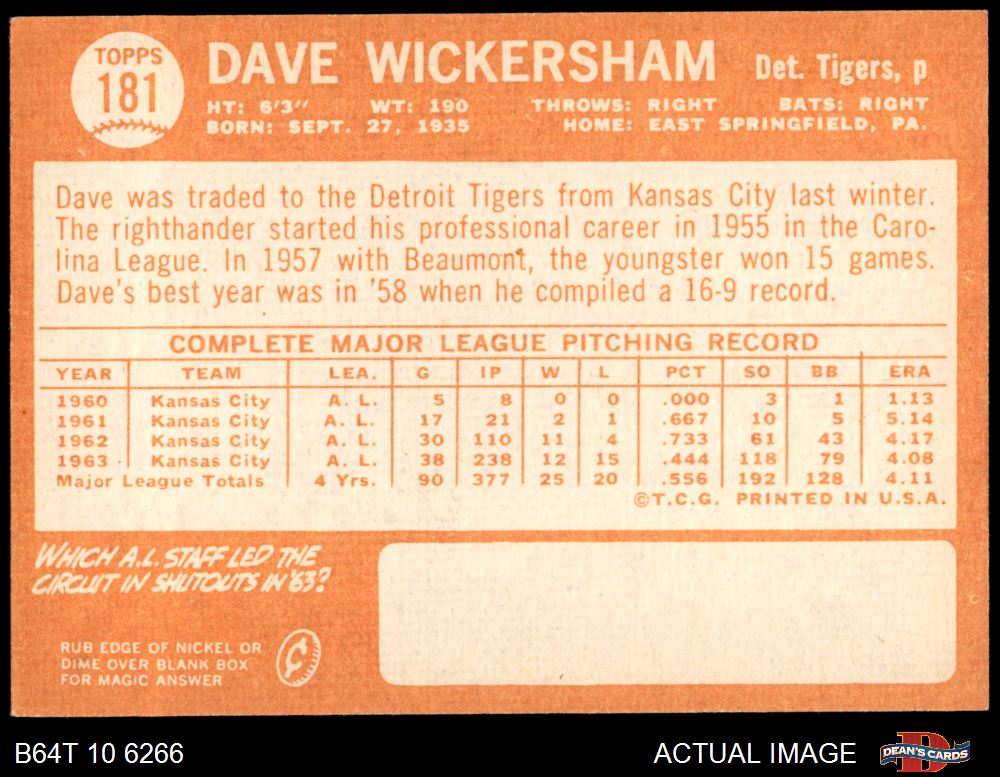 TOPPS
181
DAVE WICKERSHAM Det. Tigers, p
HT: 6'3" WT: 190 THROWS: RIGHT BATS: RIGHT
BORN: SEPT. 27, 1935 HOME: EAST SPRINGFIELD, PA.
Dave was traded to the Detroit Tigers from Kansas City last winter.
The righthander started his professional career in 1955 in the Caro-
lina League. In 1957 with Beaumont, the youngster won 15 games.
Dave's best year was in '58 when he compiled a 16-9 record.
COMPLETE MAJOR LEAGUE PITCHING RECORD
YEAR TEAM LEA. G IP W L PCT SO BB ERA
1960 Kansas City A. L. 5 8 0 0 .000 3 1 1.13
1961 Kansas City A. L. 17 21 2 1 .667 10 5 5.14
1962 Kansas City A. L. 30 110 11 4 .733 61 43 4.17
1963 Kansas City A. L. 38 238 12 15 .444 118 79 4.08
Major League Totals 4 Yrs. 90 377 25 20 .556 192 128 4.11
©T.C.G. PRINTED IN U.S.A.
WHICH A.L. STAFF LED THE
CIRCUIT IN SHUTOUTS IN '63?
RUB EDGE OF NICKEL OR
DIME OVER BLANK BOX
FOR MAGIC ANSWER
¢
B64T 10 6266 ACTUAL IMAGE DEAN'S CARDS